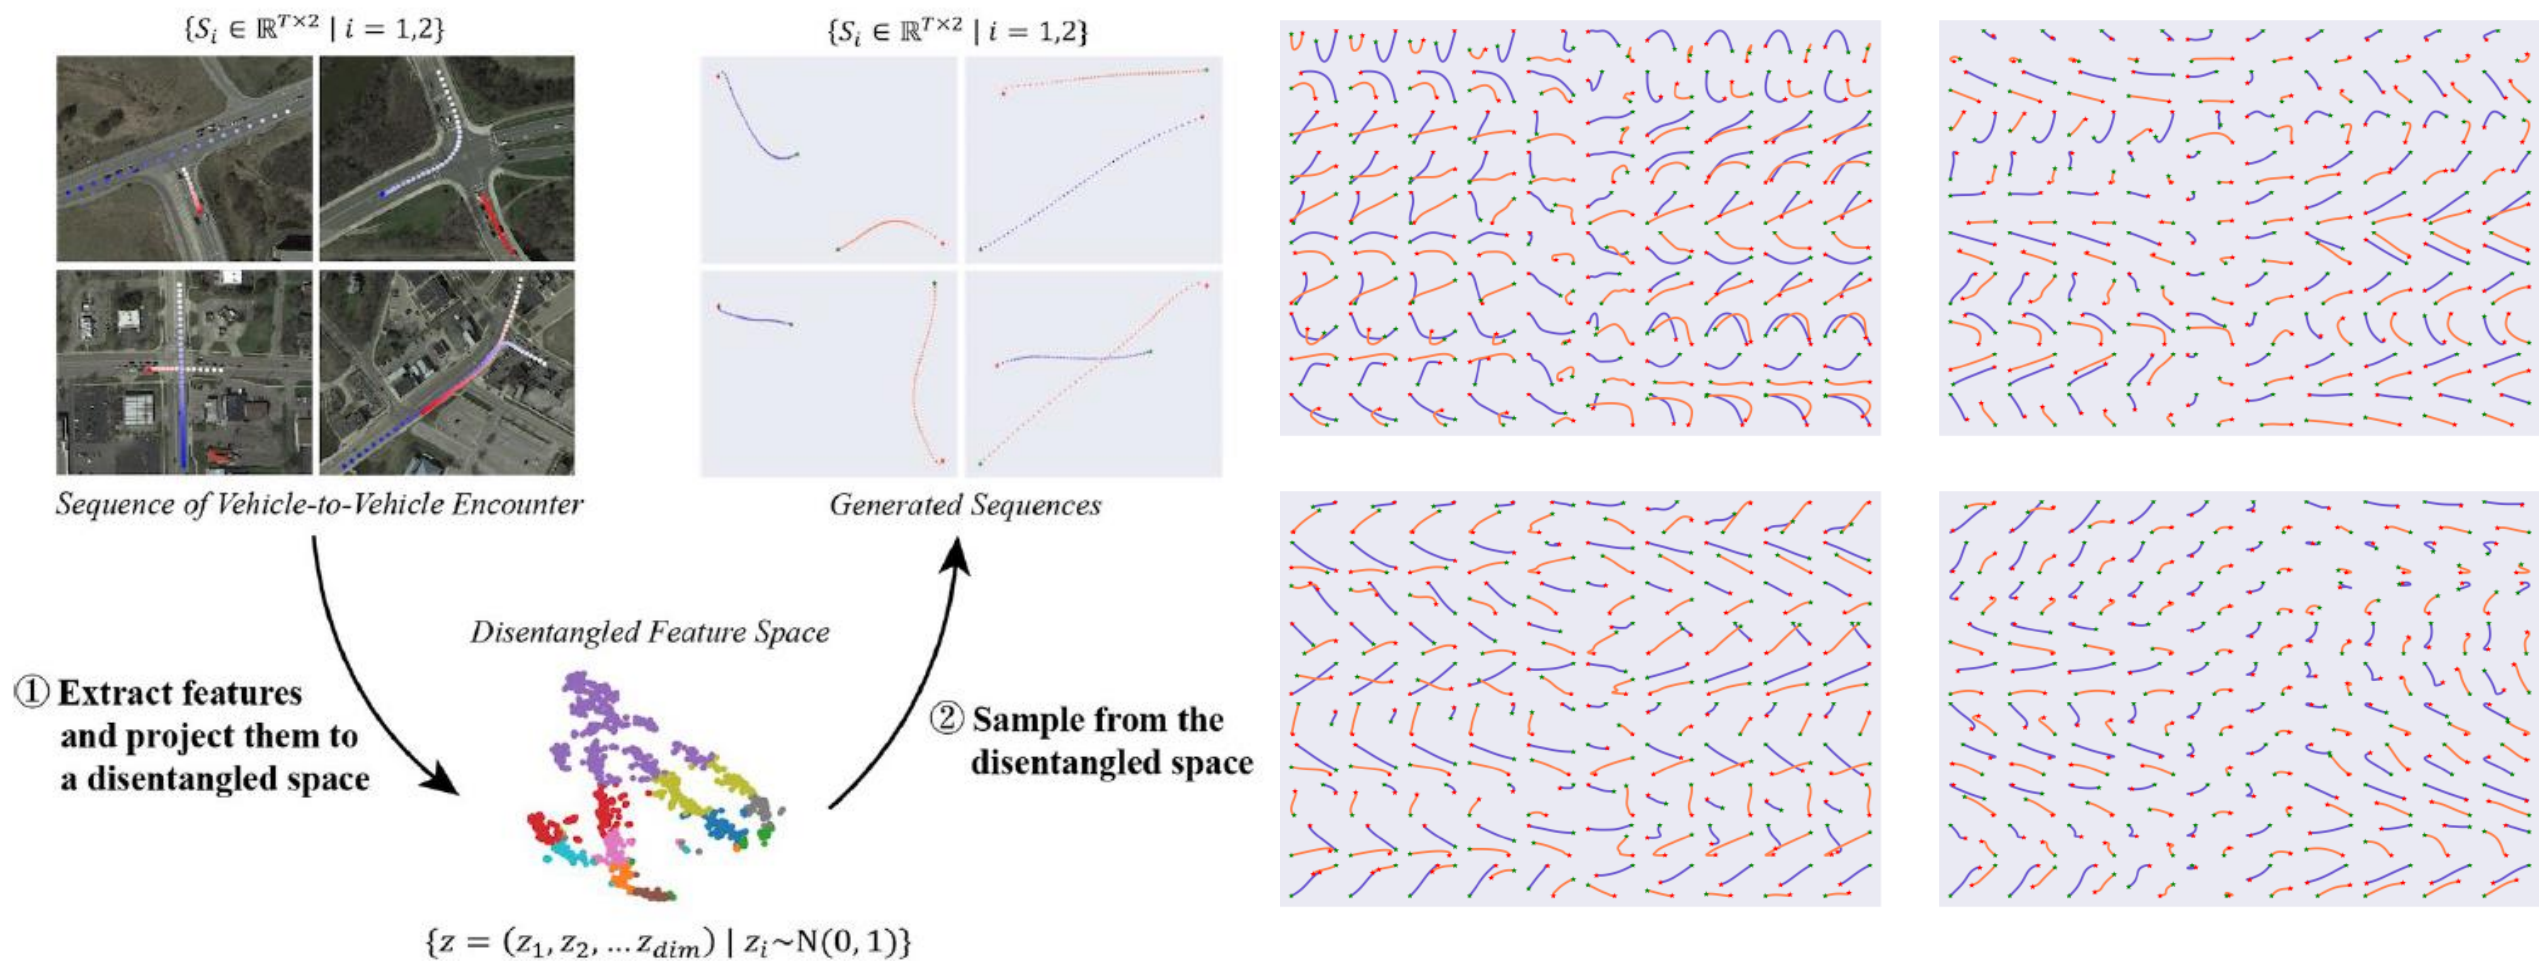 {S_i ∈ ℝ^{T×2} | i = 1,2}
{S_i ∈ ℝ^{T×2} | i = 1,2}
Sequence of Vehicle-to-Vehicle Encounter
Generated Sequences
Disentangled Feature Space
① Extract features
and project them to
a disentangled space
② Sample from the
disentangled space
{z = (z_1, z_2, ... z_{dim}) | z_i~N(0, 1)}